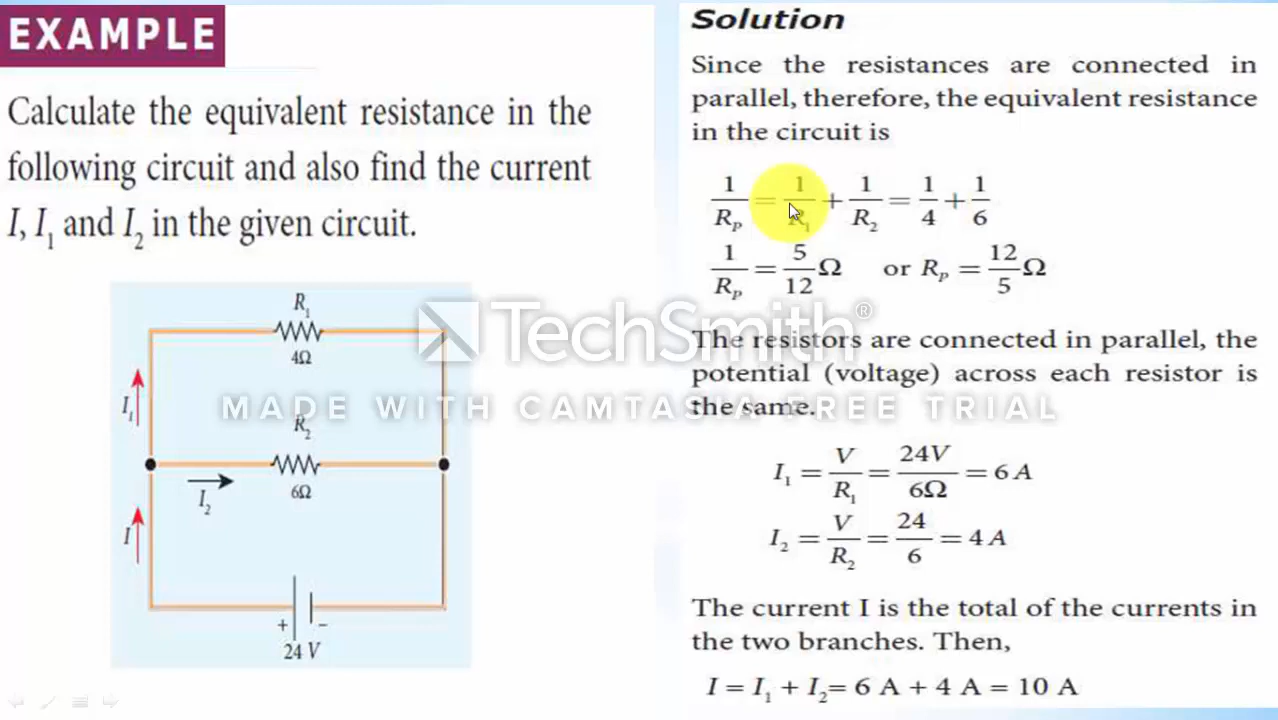 EXAMPLE
Calculate the equivalent resistance in the
following circuit and also find the current
I, I₁ and I₂ in the given circuit.
R₁
4Ω
I₁
R₂
I₂
6Ω
I
+ −
24 V
Solution
Since the resistances are connected in
parallel, therefore, the equivalent resistance
in the circuit is
1/Rₚ = 1/R₁ + 1/R₂ = 1/4 + 1/6
1/Rₚ = 5/12 Ω or Rₚ = 12/5 Ω
The resistors are connected in parallel, the
potential (voltage) across each resistor is
the same.
I₁ = V/R₁ = 24V/6Ω = 6 A
I₂ = V/R₂ = 24/6 = 4 A
The current I is the total of the currents in
the two branches. Then,
I = I₁ + I₂= 6 A + 4 A = 10 A
TechSmith®
MADE WITH CAMTASIA FREE TRIAL